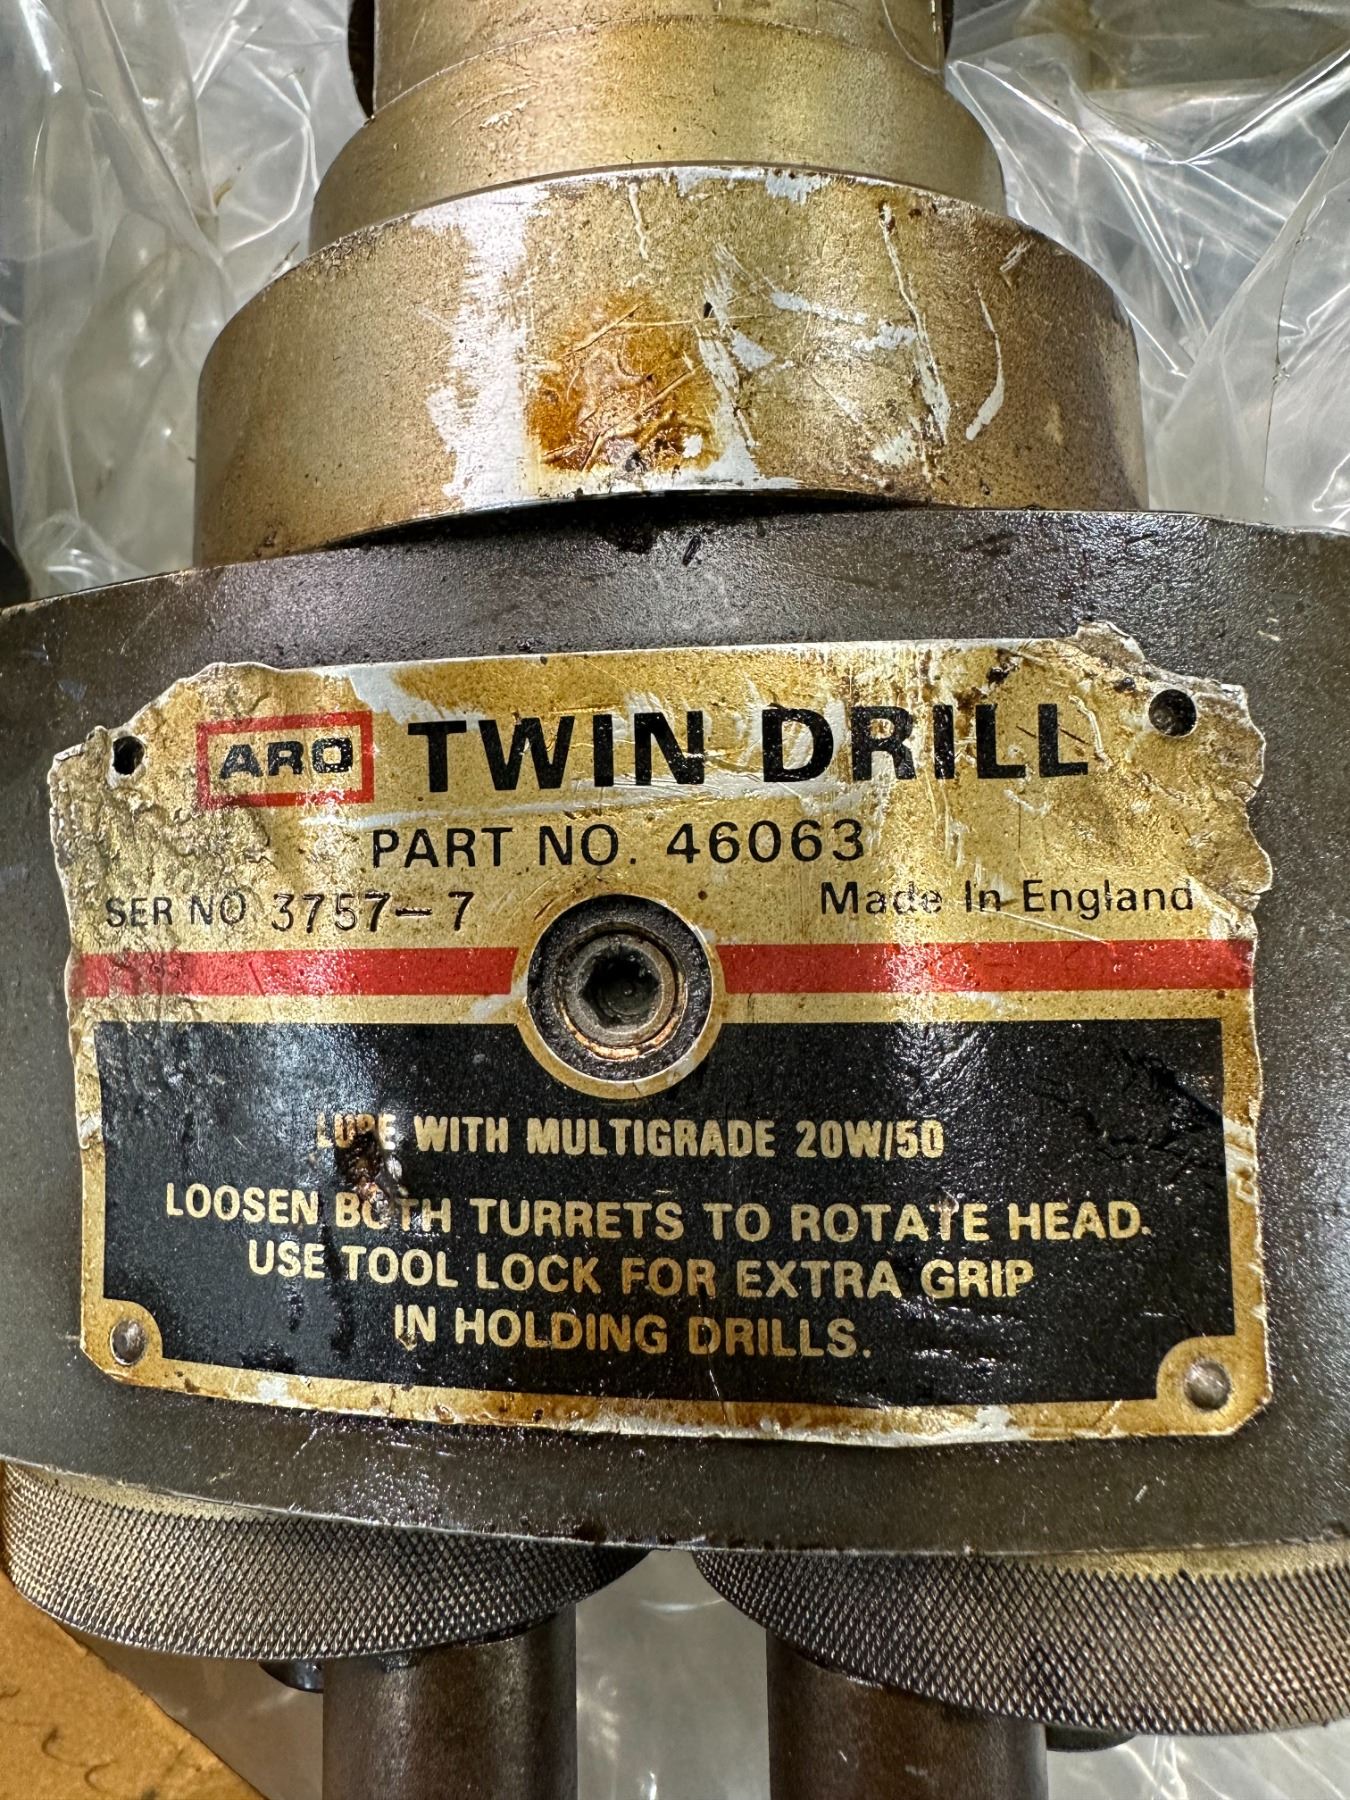 ARO TWIN DRILL
PART NO. 46063
SER NO 3757-7 Made In England
LUBE WITH MULTIGRADE 20W/50
LOOSEN BOTH TURRETS TO ROTATE HEAD.
USE TOOL LOCK FOR EXTRA GRIP
IN HOLDING DRILLS.